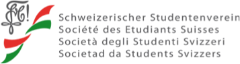 Schweizerischer Studentenverein
Société des Etudiants Suisses
Società degli Studenti Svizzeri
Societad da Students Svizzers